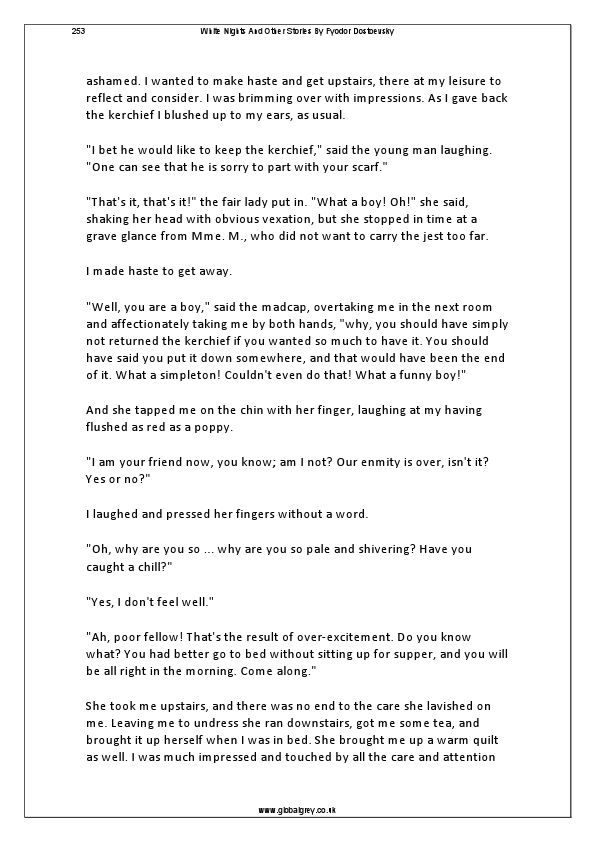 253 White Nights And Other Stories By Fyodor Dostoevsky
ashamed. I wanted to make haste and get upstairs, there at my leisure to
reflect and consider. I was brimming over with impressions. As I gave back
the kerchief I blushed up to my ears, as usual.
"I bet he would like to keep the kerchief," said the young man laughing.
"One can see that he is sorry to part with your scarf."
"That's it, that's it!" the fair lady put in. "What a boy! Oh!" she said,
shaking her head with obvious vexation, but she stopped in time at a
grave glance from Mme. M., who did not want to carry the jest too far.
I made haste to get away.
"Well, you are a boy," said the madcap, overtaking me in the next room
and affectionately taking me by both hands, "why, you should have simply
not returned the kerchief if you wanted so much to have it. You should
have said you put it down somewhere, and that would have been the end
of it. What a simpleton! Couldn't even do that! What a funny boy!"
And she tapped me on the chin with her finger, laughing at my having
flushed as red as a poppy.
"I am your friend now, you know; am I not? Our enmity is over, isn't it?
Yes or no?"
I laughed and pressed her fingers without a word.
"Oh, why are you so ... why are you so pale and shivering? Have you
caught a chill?"
"Yes, I don't feel well."
"Ah, poor fellow! That's the result of over-excitement. Do you know
what? You had better go to bed without sitting up for supper, and you will
be all right in the morning. Come along."
She took me upstairs, and there was no end to the care she lavished on
me. Leaving me to undress she ran downstairs, got me some tea, and
brought it up herself when I was in bed. She brought me up a warm quilt
as well. I was much impressed and touched by all the care and attention
www.globalgrey.co.uk